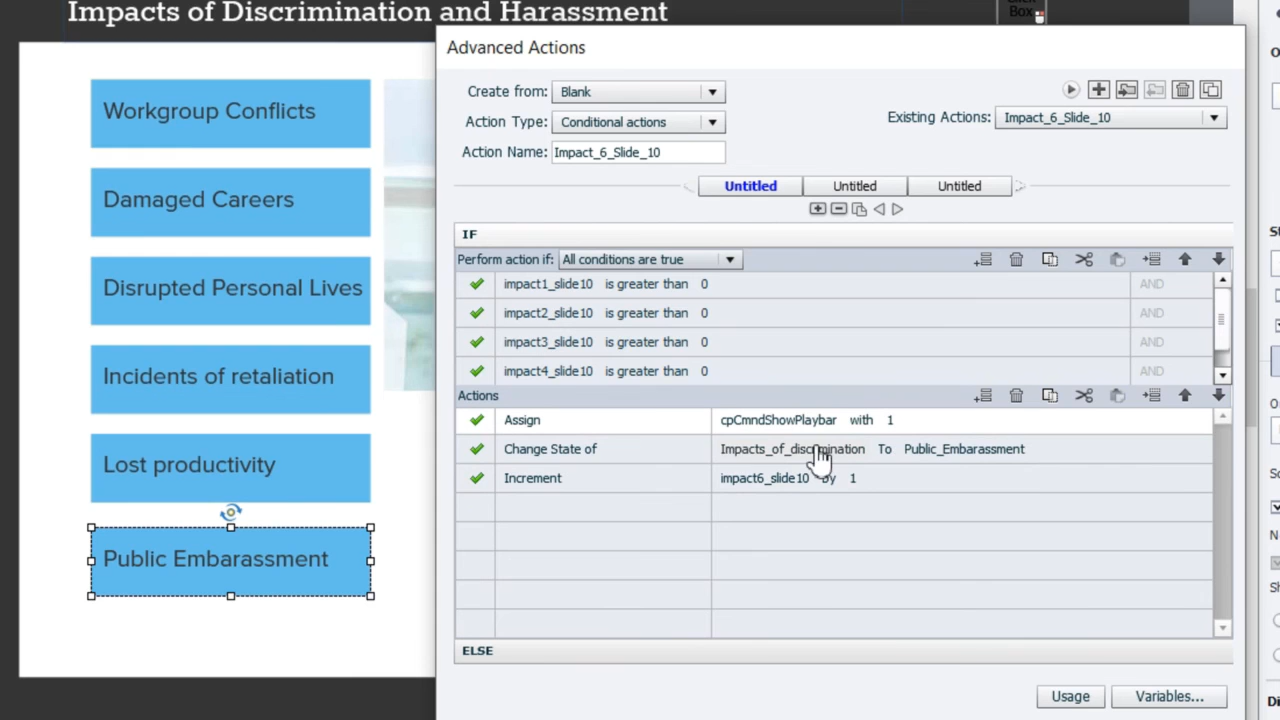 Impacts of Discrimination and Harassment
Box
Workgroup Conflicts
Damaged Careers
Disrupted Personal Lives
Incidents of retaliation
Lost productivity
Public Embarassment
Advanced Actions
Create from: Blank
Action Type: Conditional actions
Existing Actions: Impact_6_Slide_10
Action Name: Impact_6_Slide_10
Untitled Untitled Untitled
IF
Perform action if: All conditions are true
impact1_slide10 is greater than 0 AND
impact2_slide10 is greater than 0 AND
impact3_slide10 is greater than 0 AND
impact4_slide10 is greater than 0 AND
Actions
Assign cpCmndShowPlaybar with 1
Change State of Impacts_of_discrimination To Public_Embarassment
Increment impact6_slide10 by 1
ELSE
Usage Variables...